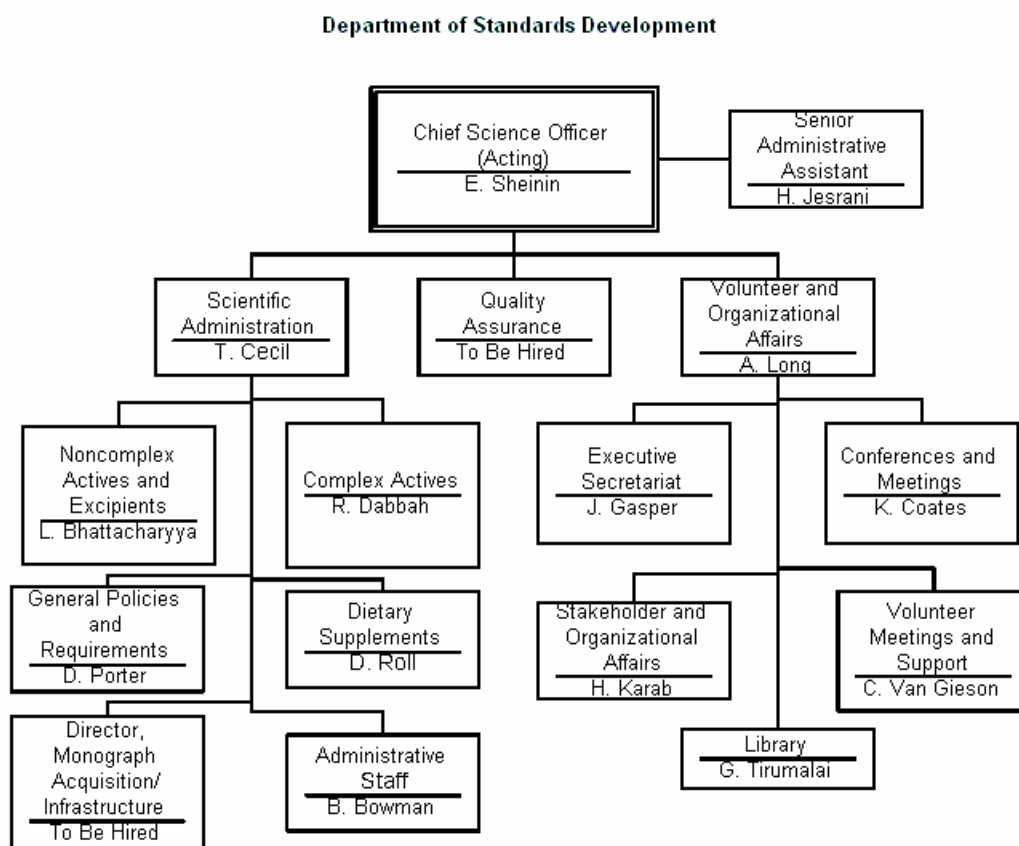 Department of Standards Development
Chief Science Officer
(Acting)
E. Sheinin
Senior
Administrative
Assistant
H. Jesrani
Scientific
Administration
T. Cecil
Quality
Assurance
To Be Hired
Volunteer and
Organizational
Affairs
A. Long
Noncomplex
Actives and
Excipients
L. Bhattacharyya
Complex Actives
R. Dabbah
Executive
Secretariat
J. Gasper
Conferences and
Meetings
K. Coates
General Policies
and
Requirements
D. Porter
Dietary
Supplements
D. Roll
Stakeholder and
Organizational
Affairs
H. Karab
Volunteer
Meetings and
Support
C. Van Gieson
Director,
Monograph
Acquisition/
Infrastructure
To Be Hired
Administrative
Staff
B. Bowman
Library
G. Tirumalai